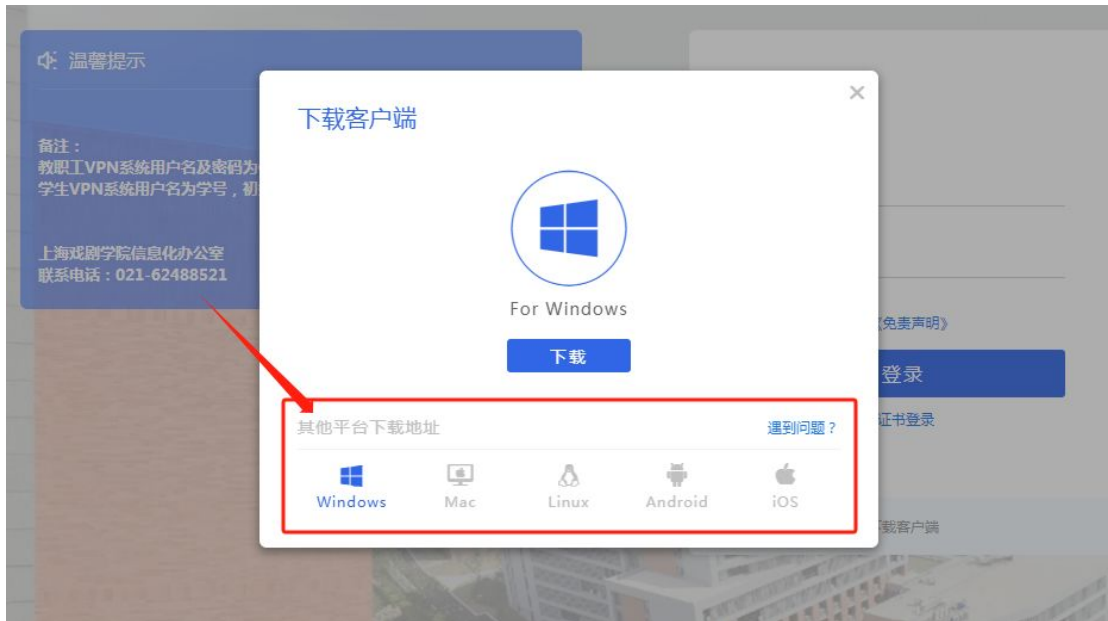 温馨提示
备注：
教职工VPN系统用户名及密码为
学生VPN系统用户名为学号，初
上海戏剧学院信息化办公室
联系电话：021-62488521
下载客户端
For Windows
下载
其他平台下载地址
遇到问题？
Windows
Mac
Linux
Android
iOS
免责声明》
登录
证书登录
下载客户端